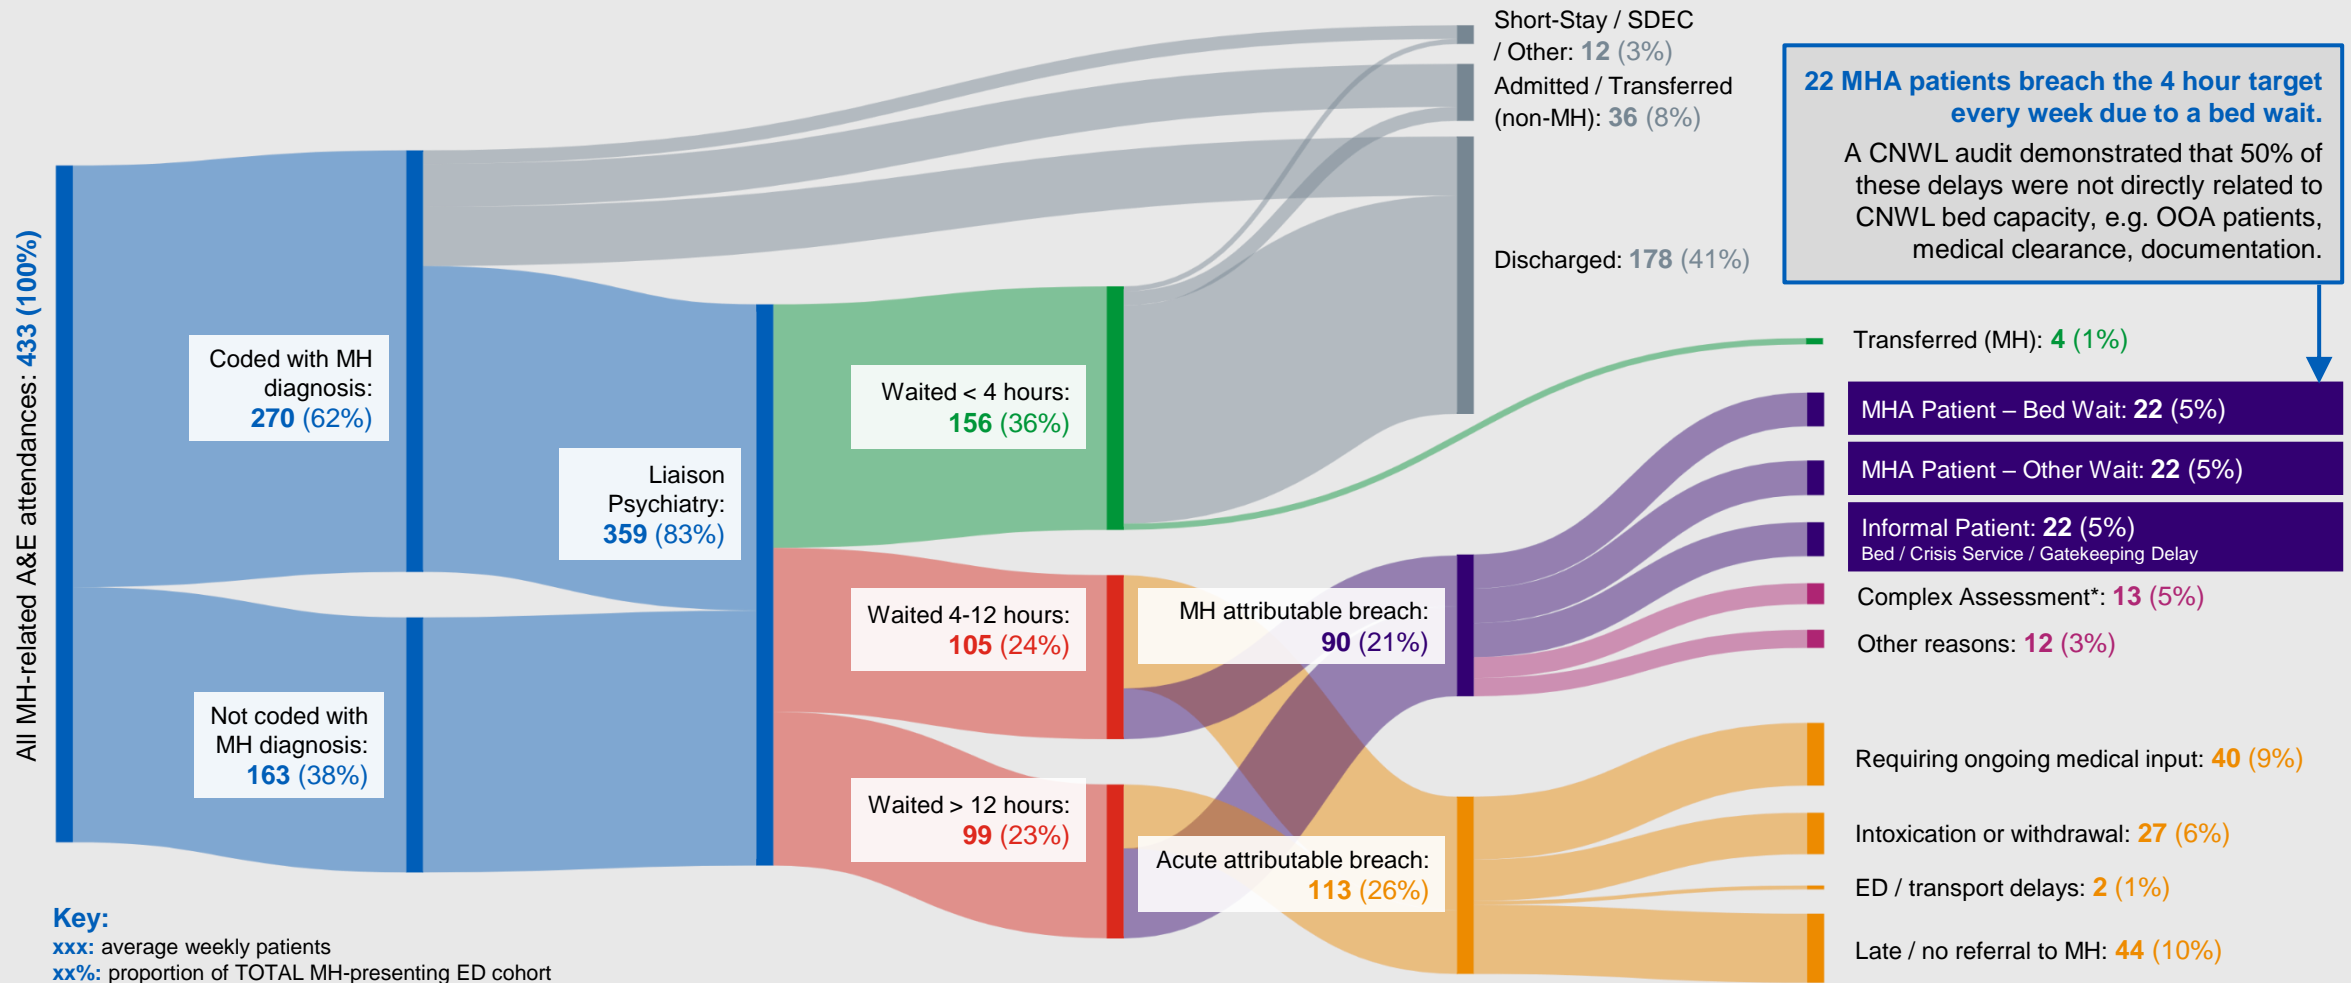 All MH-related A&E attendances: 433 (100%)
Coded with MH
diagnosis:
270 (62%)
Not coded with
MH diagnosis:
163 (38%)
Liaison
Psychiatry:
359 (83%)
Waited < 4 hours:
156 (36%)
Waited 4-12 hours:
105 (24%)
Waited > 12 hours:
99 (23%)
MH attributable breach:
90 (21%)
Acute attributable breach:
113 (26%)
Short-Stay / SDEC
/ Other: 12 (3%)
Admitted / Transferred
(non-MH): 36 (8%)
Discharged: 178 (41%)
22 MHA patients breach the 4 hour target
every week due to a bed wait.
A CNWL audit demonstrated that 50% of
these delays were not directly related to
CNWL bed capacity, e.g. OOA patients,
medical clearance, documentation.
Transferred (MH): 4 (1%)
MHA Patient – Bed Wait: 22 (5%)
MHA Patient – Other Wait: 22 (5%)
Informal Patient: 22 (5%)
Bed / Crisis Service / Gatekeeping Delay
Complex Assessment*: 13 (5%)
Other reasons: 12 (3%)
Requiring ongoing medical input: 40 (9%)
Intoxication or withdrawal: 27 (6%)
ED / transport delays: 2 (1%)
Late / no referral to MH: 44 (10%)
Key:
xxx: average weekly patients
xx%: proportion of TOTAL MH-presenting ED cohort